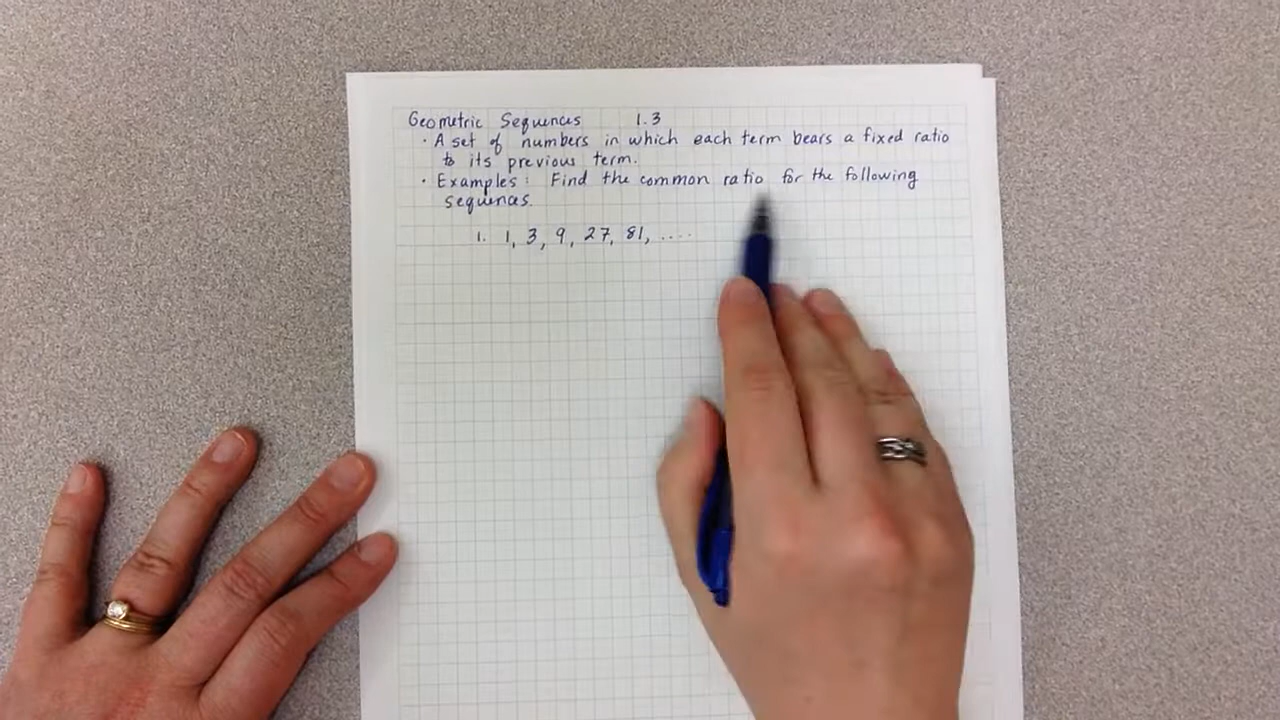 Geometric Sequences 1.3
· A set of numbers in which each term bears a fixed ratio
to its previous term.
· Examples: Find the common ratio for the following
sequences.
1. 1, 3, 9, 27, 81, ....